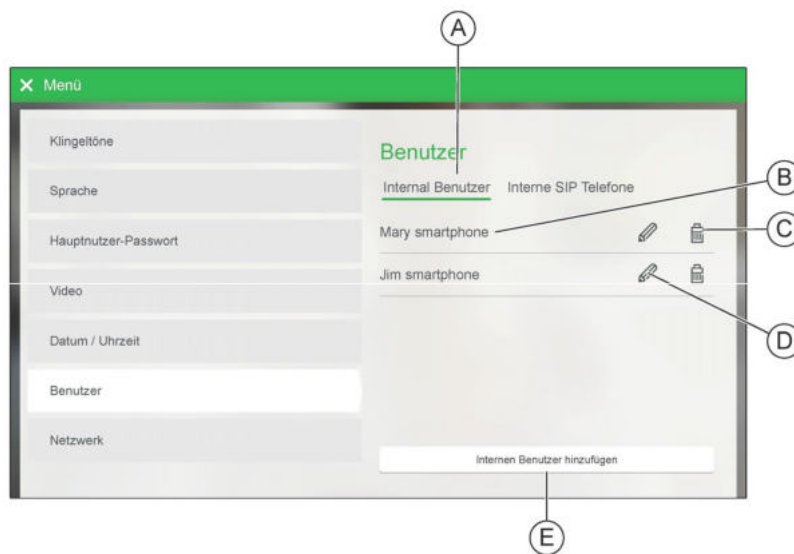 A
Menü
Klingeltöne
Sprache
Hauptnutzer-Passwort
Video
Datum / Uhrzeit
Benutzer
Netzwerk
Benutzer
Internal Benutzer Interne SIP Telefone
Mary smartphone
Jim smartphone
Internen Benutzer hinzufügen
B
C
D
E